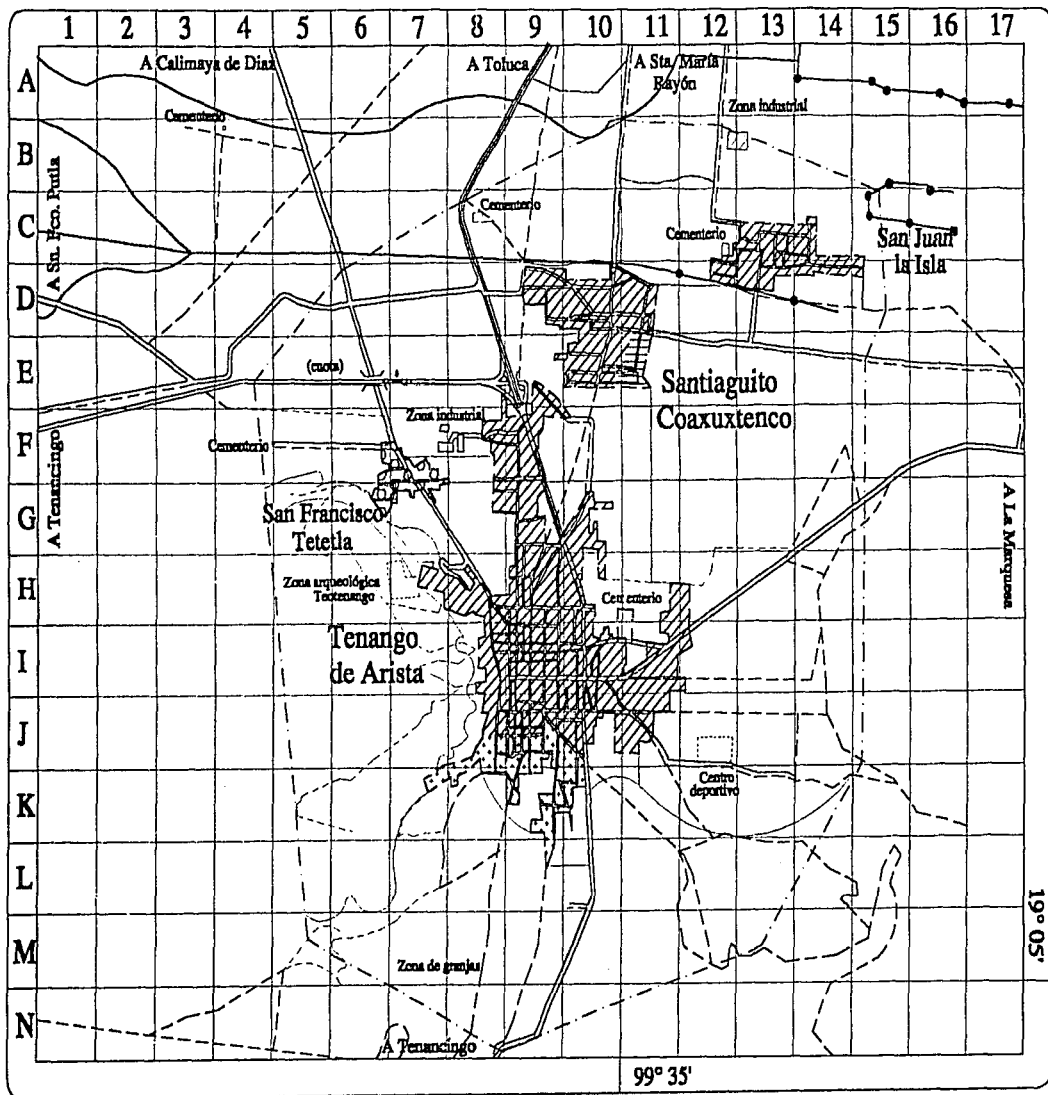 1 2 3 4 5 6 7 8 9 10 11 12 13 14 15 16 17
A
B
C
D
E
F
G
H
I
J
K
L
M
N
A Calimaya de Diaz
A Toluca
A Sta. María
Rayón
Zona industrial
Cementerio
A Sn. Fco. Putla
Cementerio
Cementerio
San Juan
la Isla
(cuota)
Santiaguito
Coaxuxtenco
Zona industrial
Cementerio
A Tenancingo
San Francisco
Tetetla
A La Marquesa
Zona arqueológica
Teotenango
Cementerio
Tenango
de Arista
Centro
deportivo
19° 05'
Zona de granjas
A Tenancingo
99° 35'